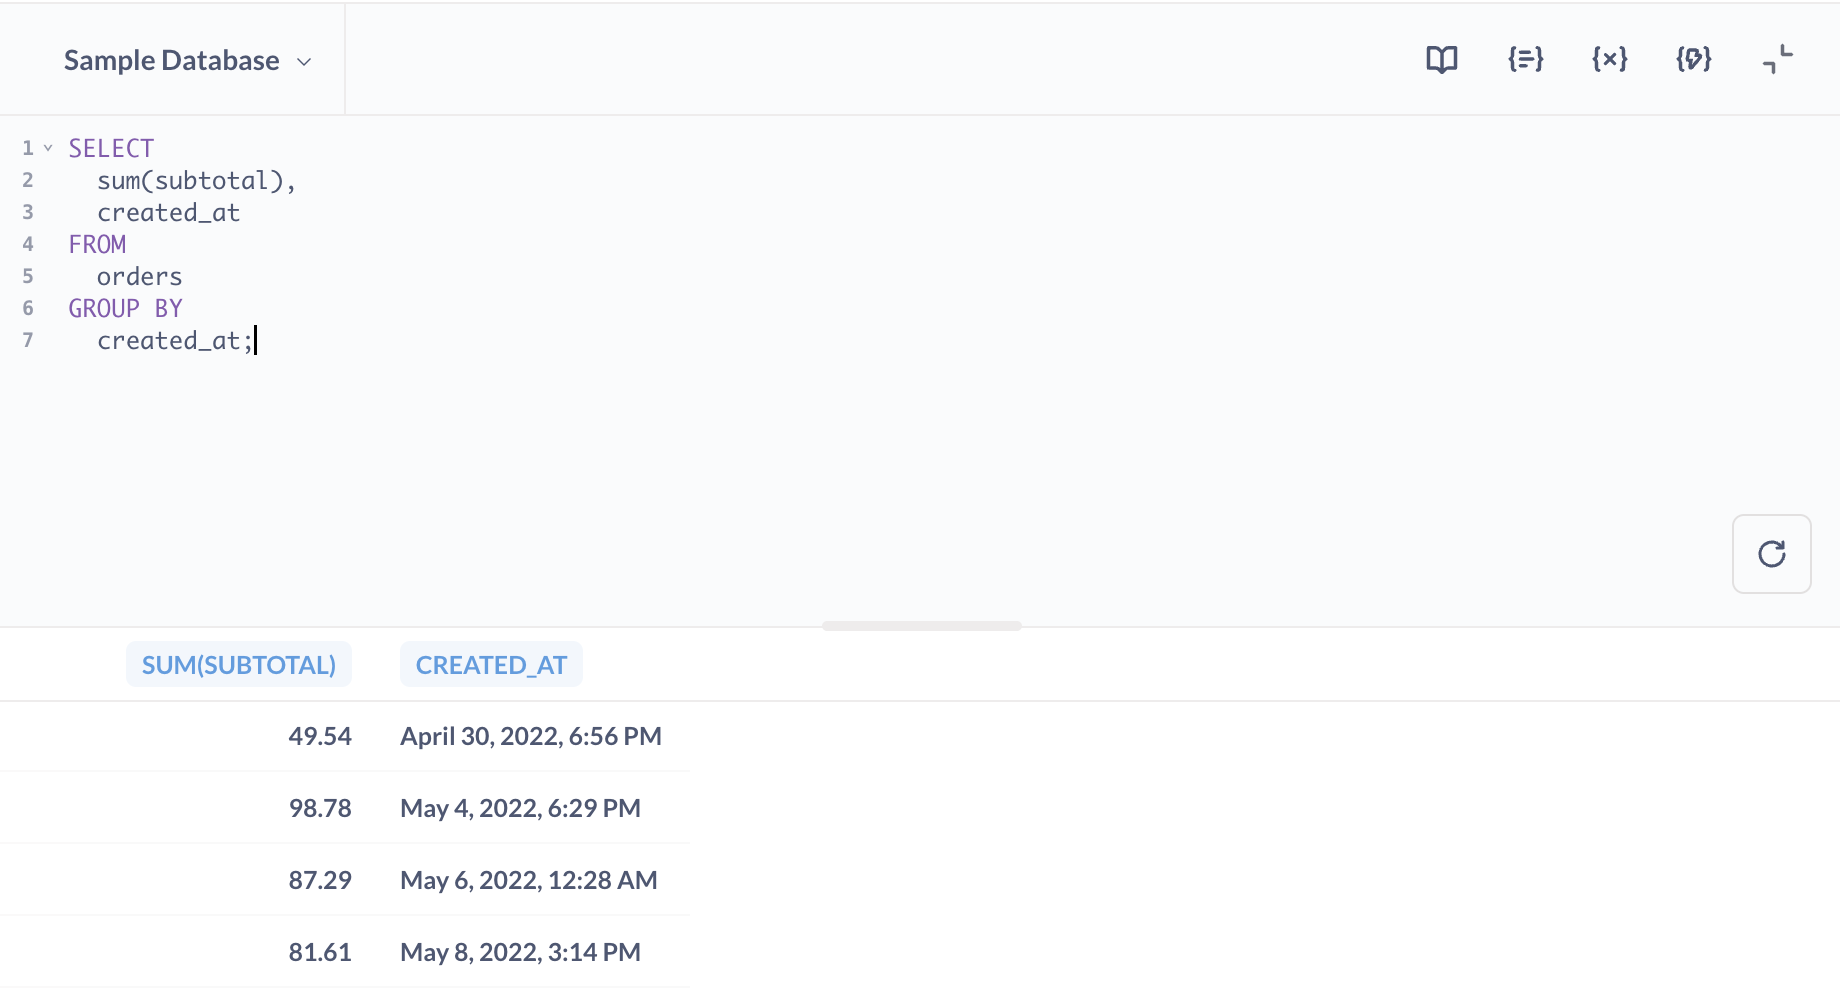 Sample Database
1 SELECT
2 sum(subtotal),
3 created_at
4 FROM
5 orders
6 GROUP BY
7 created_at;
SUM(SUBTOTAL) CREATED_AT
49.54 April 30, 2022, 6:56 PM
98.78 May 4, 2022, 6:29 PM
87.29 May 6, 2022, 12:28 AM
81.61 May 8, 2022, 3:14 PM